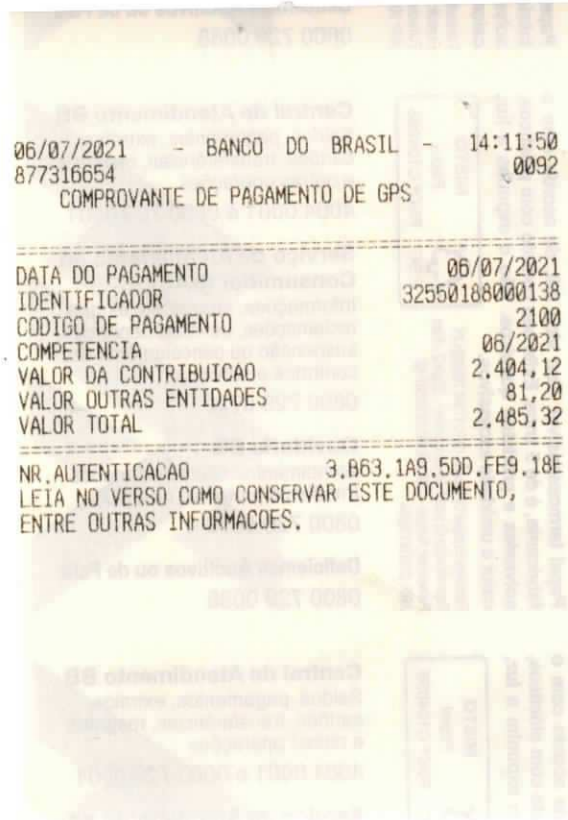 06/07/2021 - BANCO DO BRASIL - 14:11:50
877316654 0092
COMPROVANTE DE PAGAMENTO DE GPS
DATA DO PAGAMENTO 06/07/2021
IDENTIFICADOR 32550188000138
CODIGO DE PAGAMENTO 2100
COMPETENCIA 06/2021
VALOR DA CONTRIBUICAO 2.404,12
VALOR OUTRAS ENTIDADES 81,20
VALOR TOTAL 2.485,32
NR.AUTENTICACAO 3.B63.1A9.5DD.FE9.18E
LEIA NO VERSO COMO CONSERVAR ESTE DOCUMENTO,
ENTRE OUTRAS INFORMACOES.